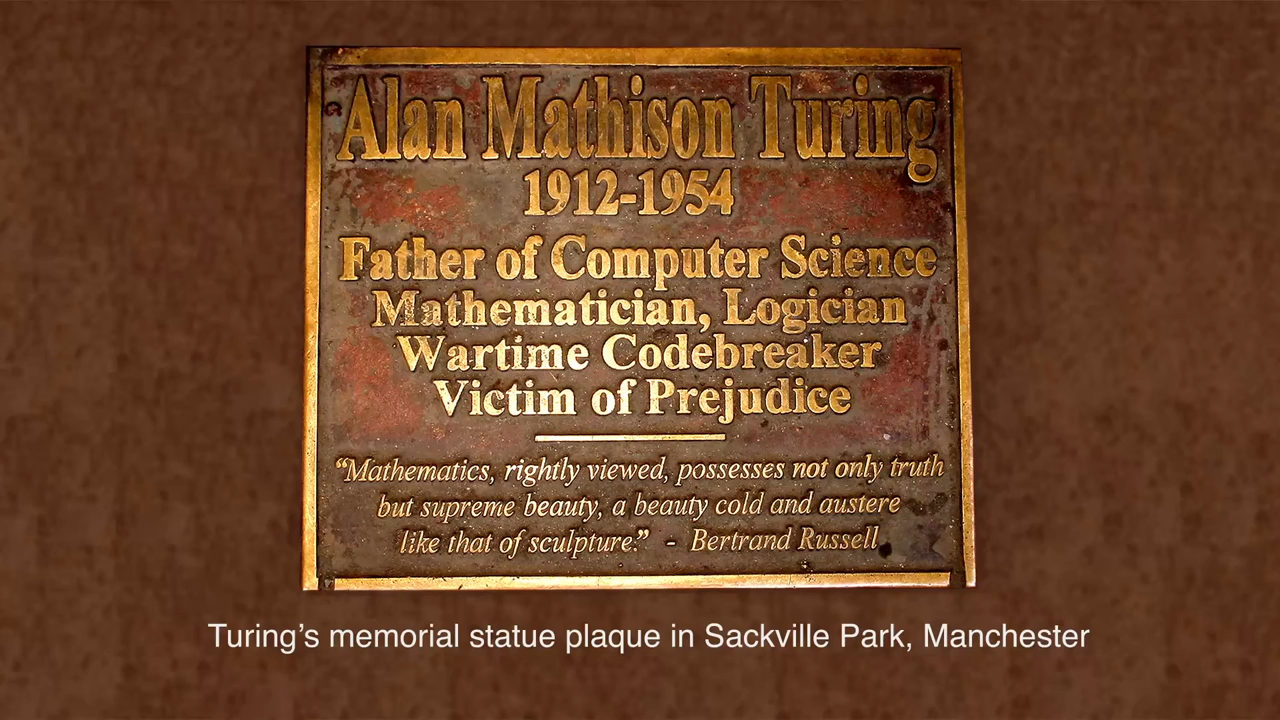 Alan Mathison Turing
1912-1954
Father of Computer Science
Mathematician, Logician
Wartime Codebreaker
Victim of Prejudice
“Mathematics, rightly viewed, possesses not only truth
but supreme beauty, a beauty cold and austere
like that of sculpture.” - Bertrand Russell
Turing’s memorial statue plaque in Sackville Park, Manchester